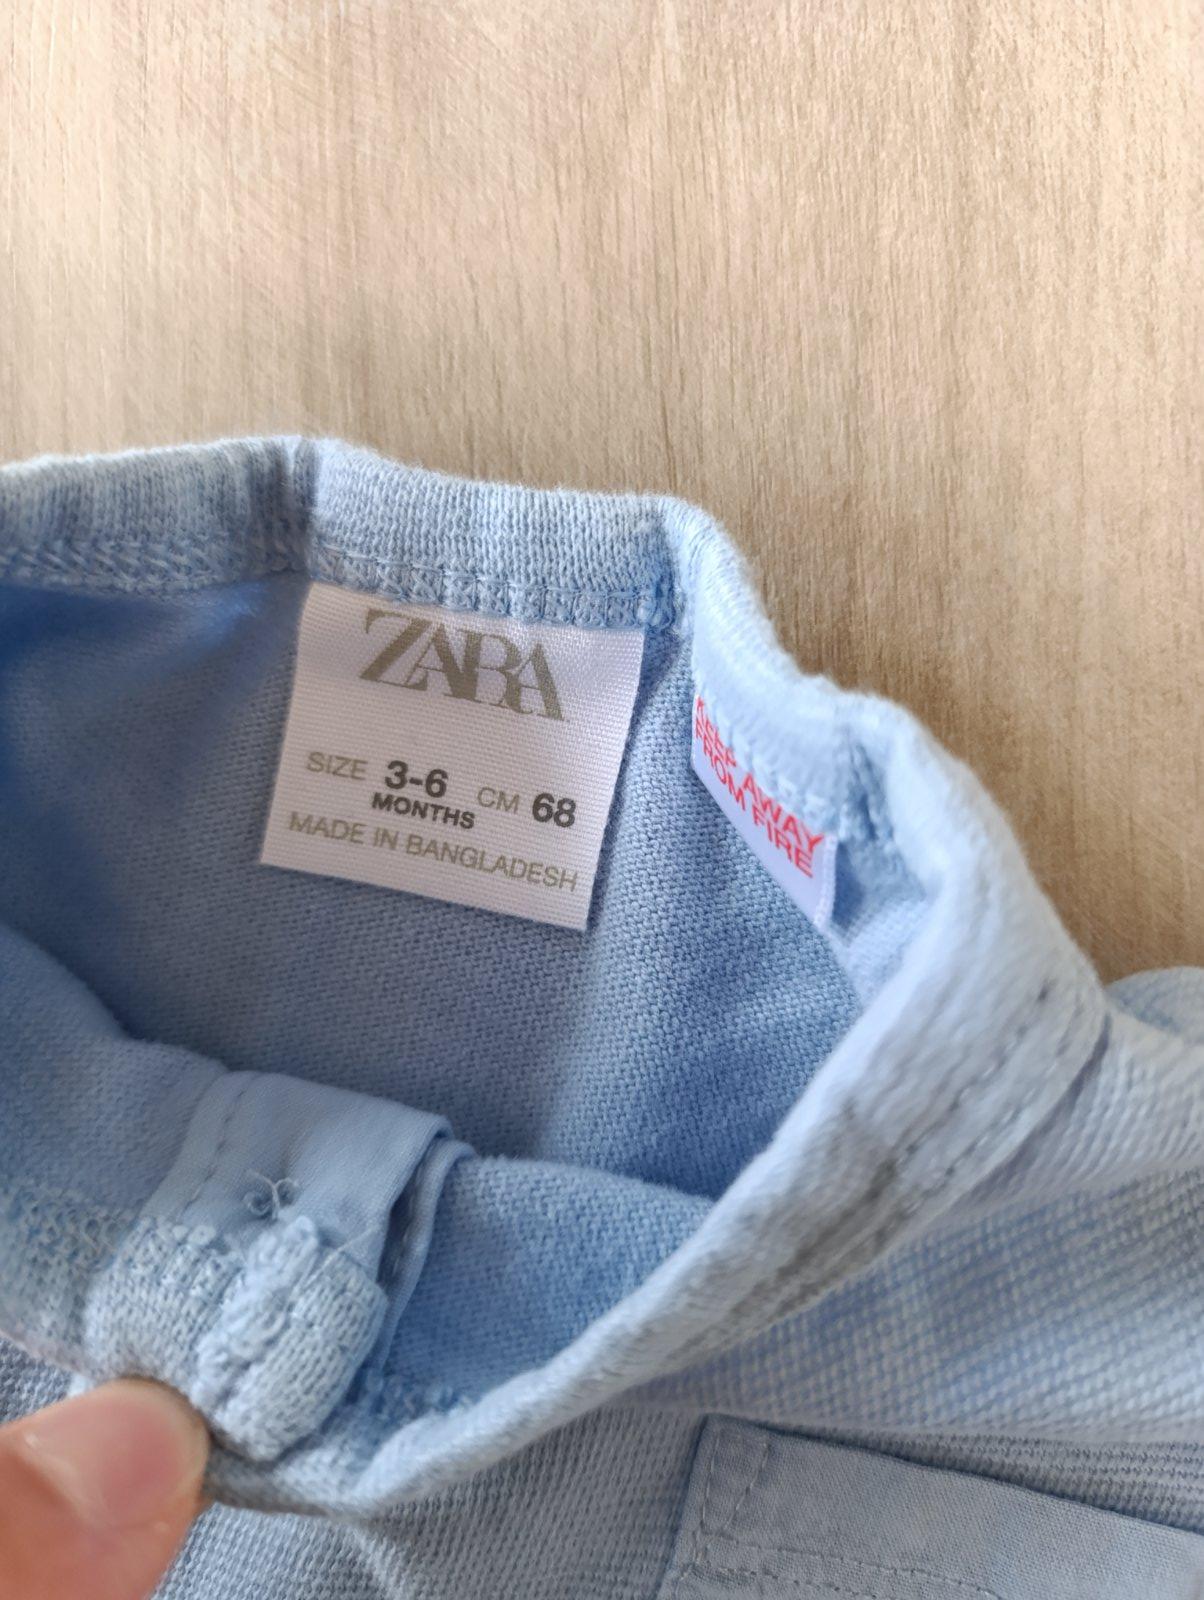 ZARA
SIZE 3-6 CM 68
MONTHS
MADE IN BANGLADESH
KEEP AWAY
FROM FIRE